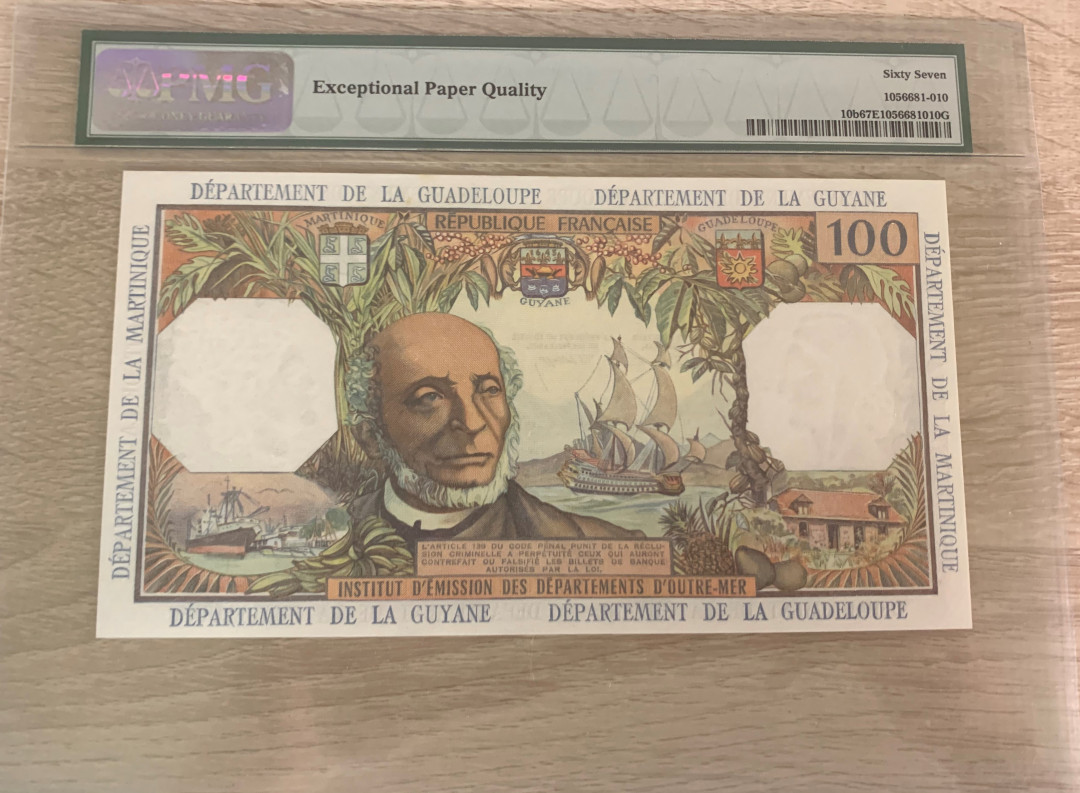 PMG
Exceptional Paper Quality
Sixty Seven
1056681-010
10b67E1056681010G
DÉPARTEMENT DE LA GUADELOUPE DÉPARTEMENT DE LA GUYANE
DÉPARTEMENT DE LA MARTINIQUE
MARTINIQUE
RÉPUBLIQUE FRANÇAISE
GUADELOUPE
100
GUYANE
DÉPARTEMENT DE LA MARTINIQUE
L'ARTICLE 139 DU CODE PÉNAL PUNIT DE LA RÉCLU-
SION CRIMINELLE A PERPÉTUITÉ CEUX QUI AURONT
CONTREFAIT OU FALSIFIÉ LES BILLETS DE BANQUE
AUTORISÉS PAR LA LOI.
INSTITUT D'ÉMISSION DES DÉPARTEMENTS D'OUTRE-MER
DÉPARTEMENT DE LA GUYANE DÉPARTEMENT DE LA GUADELOUPE